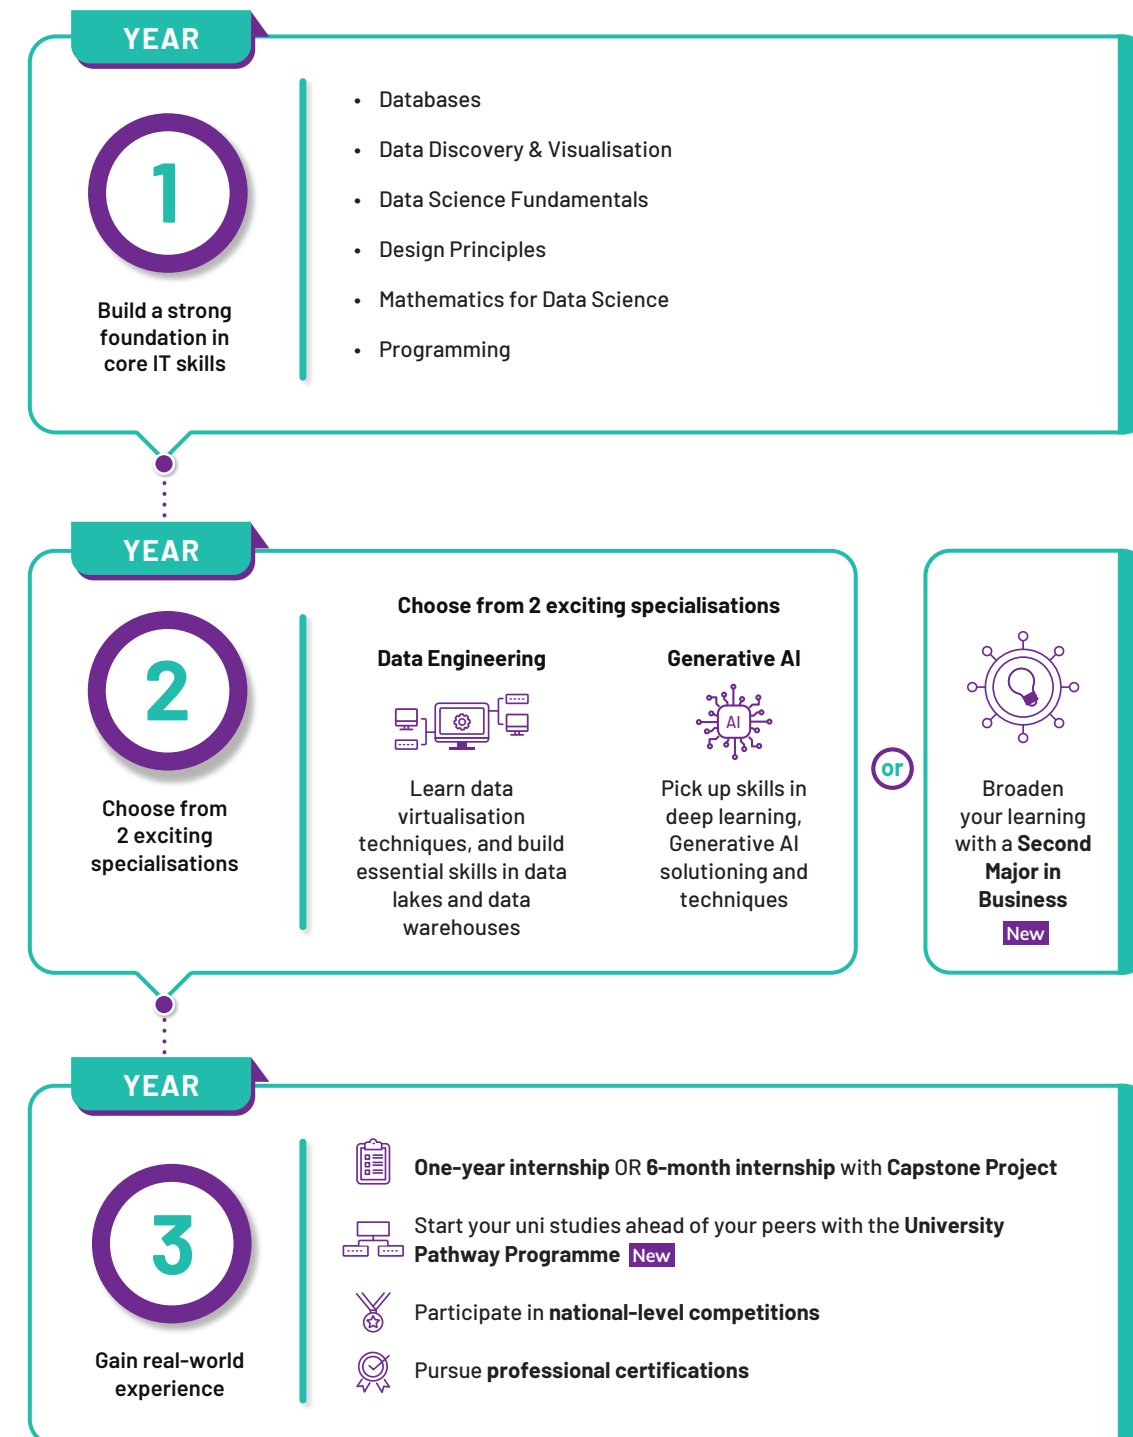 YEAR
1
Build a strong
foundation in
core IT skills
• Databases
• Data Discovery & Visualisation
• Data Science Fundamentals
• Design Principles
• Mathematics for Data Science
• Programming
YEAR
2
Choose from
2 exciting
specialisations
Choose from 2 exciting specialisations
Data Engineering
Learn data
virtualisation
techniques, and build
essential skills in data
lakes and data
warehouses
Generative AI
AI
Pick up skills in
deep learning,
Generative AI
solutioning and
techniques
or
Broaden
your learning
with a Second
Major in
Business
New
YEAR
3
Gain real-world
experience
One-year internship OR 6-month internship with Capstone Project
Start your uni studies ahead of your peers with the University
Pathway Programme New
Participate in national-level competitions
Pursue professional certifications